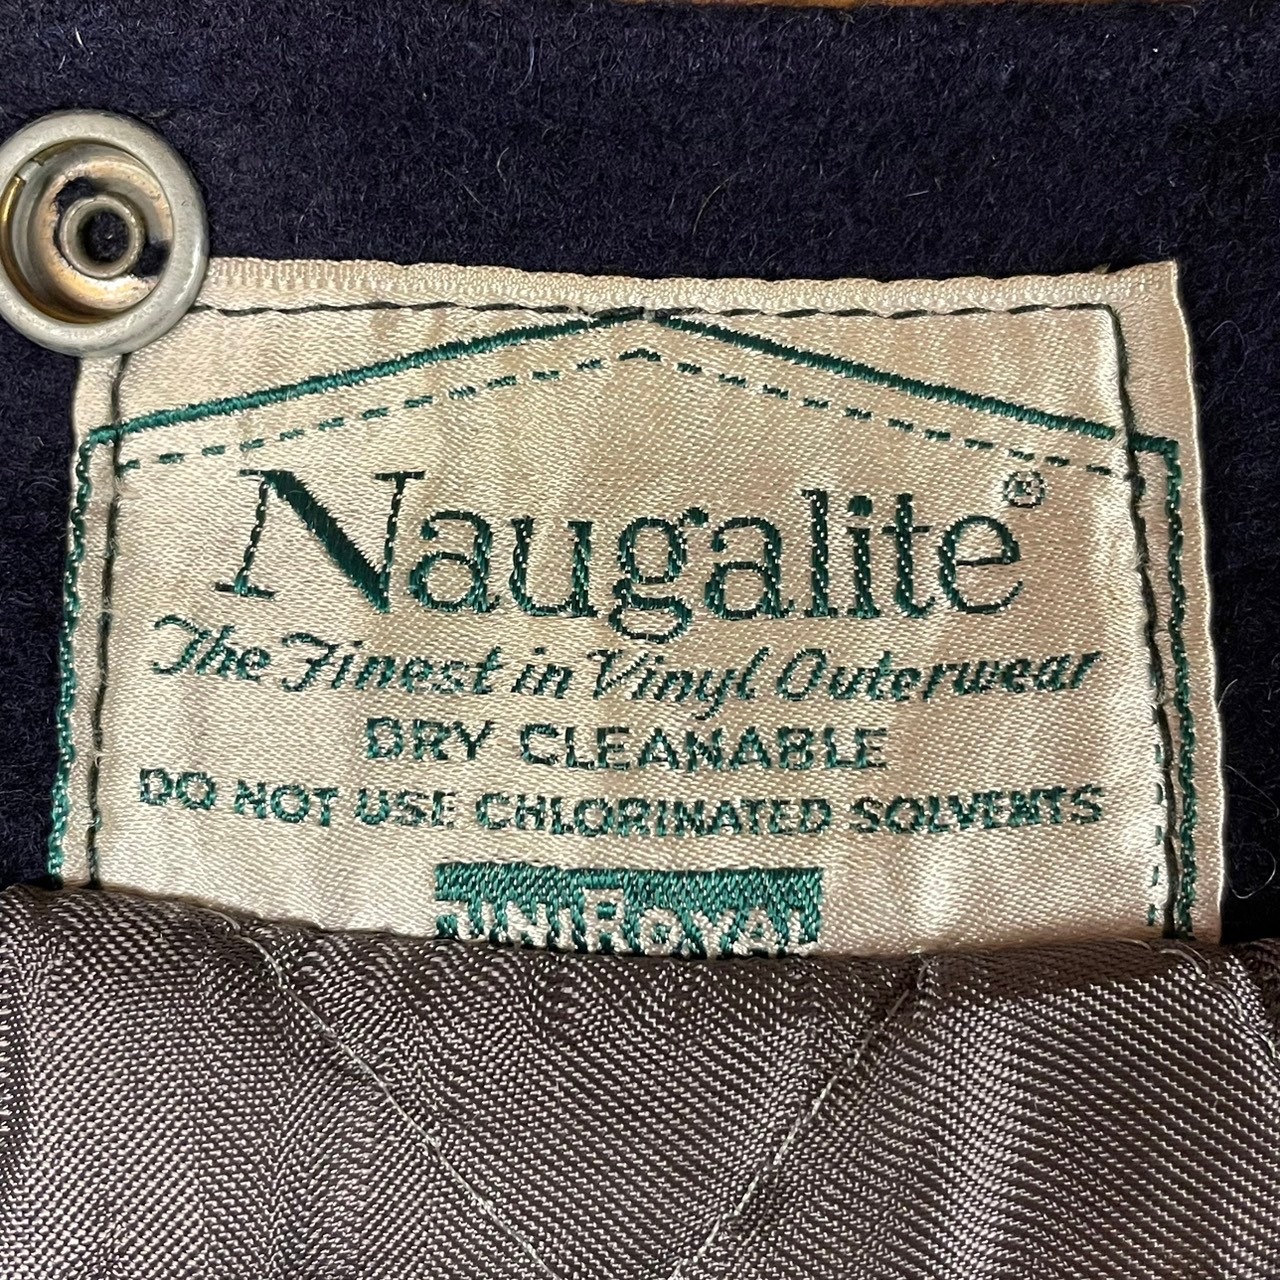 Naugalite®
The Finest in Vinyl Outerwear
DRY CLEANABLE
DO NOT USE CHLORINATED SOLVENTS
UNIROYAL